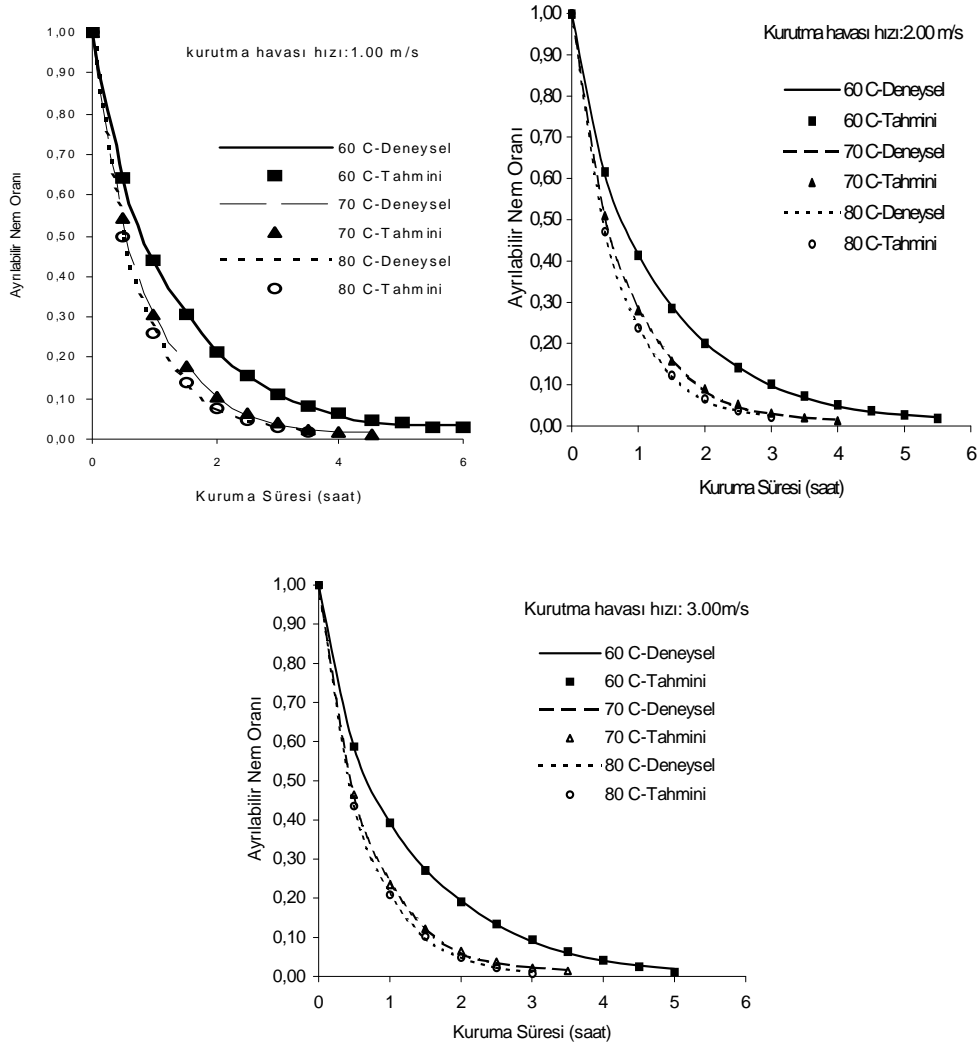 kurutma havası hızı:1.00 m/s
1,00
0,90
0,80
0,70
0,60
0,50
0,40
0,30
0,20
0,10
0,00
Ayrılabilir Nem Oranı
60 C-Deneysel
60 C-Tahmini
70 C-Deneysel
70 C-Tahmini
80 C-Deneysel
80 C-Tahmini
0 2 4 6
Kuruma Süresi (saat)
Kurutma havası hızı:2.00 m/s
1,00
0,90
0,80
0,70
0,60
0,50
0,40
0,30
0,20
0,10
0,00
Ayrılabilir Nem Oranı
60 C-Deneysel
60 C-Tahmini
70 C-Deneysel
70 C-Tahmini
80 C-Deneysel
80 C-Tahmini
0 1 2 3 4 5 6
Kuruma Süresi (saat)
Kurutma havası hızı: 3.00m/s
1,00
0,90
0,80
0,70
0,60
0,50
0,40
0,30
0,20
0,10
0,00
Ayrılabilir Nem Oranı
60 C-Deneysel
60 C-Tahmini
70 C-Deneysel
70 C-Tahmini
80 C-Deneysel
80 C-Tahmini
0 1 2 3 4 5 6
Kuruma Süresi (saat)